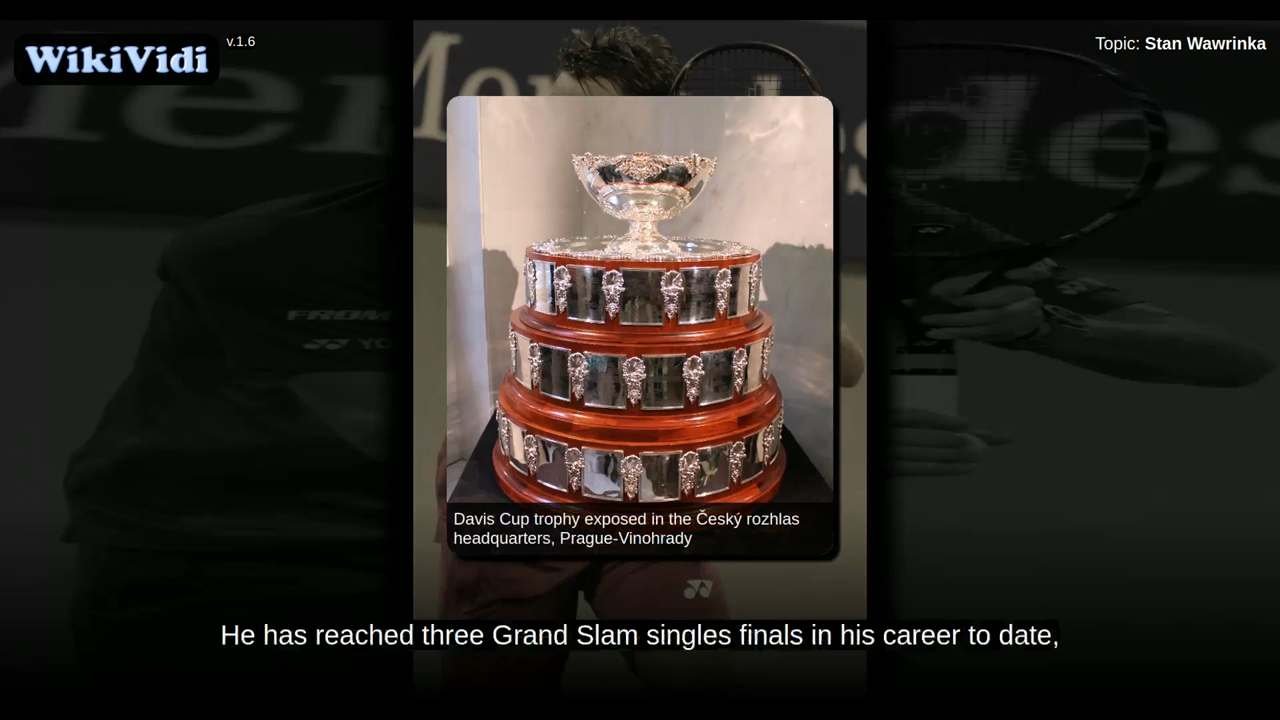 WikiVidi
v.1.6
Topic: Stan Wawrinka
Davis Cup trophy exposed in the Český rozhlas
headquarters, Prague-Vinohrady
He has reached three Grand Slam singles finals in his career to date,